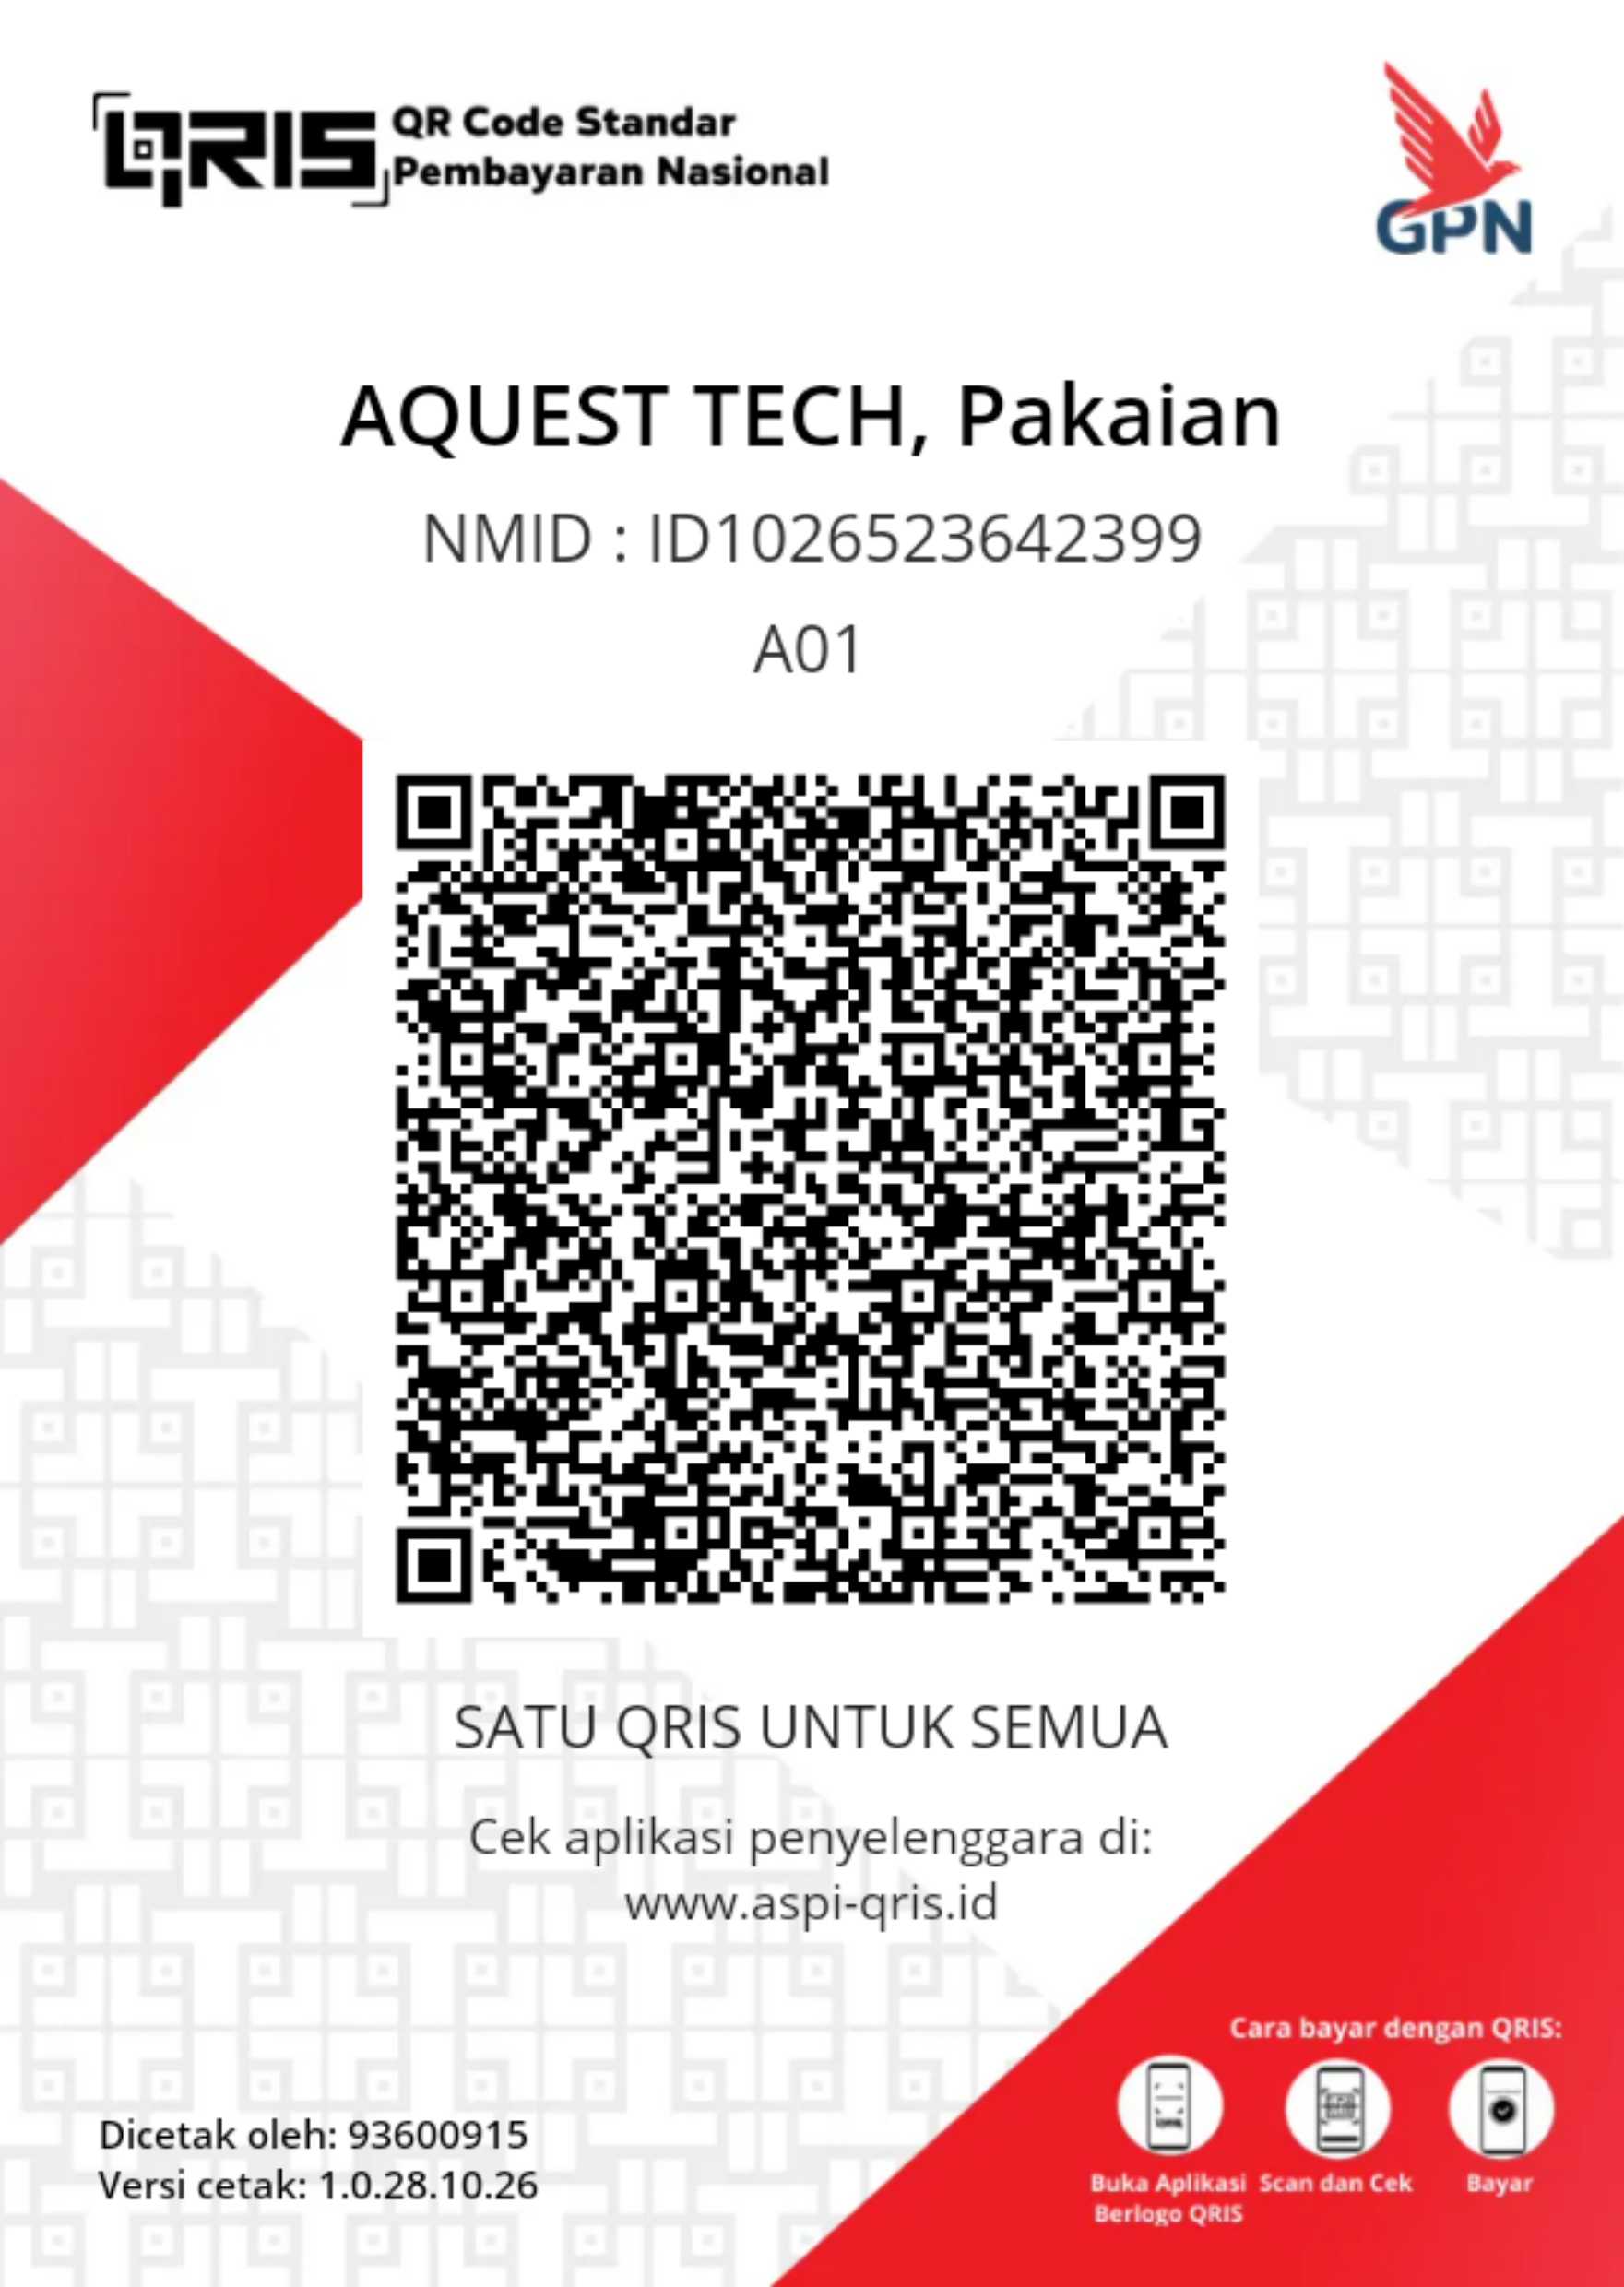 QRIS QR Code Standar
Pembayaran Nasional
GPN
AQUEST TECH, Pakaian
NMID : ID1026523642399
A01
SATU QRIS UNTUK SEMUA
Cek aplikasi penyelenggara di:
www.aspi-qris.id
Cara bayar dengan QRIS:
Buka Aplikasi
Berlogo QRIS
Scan dan Cek
Bayar
Dicetak oleh: 93600915
Versi cetak: 1.0.28.10.26